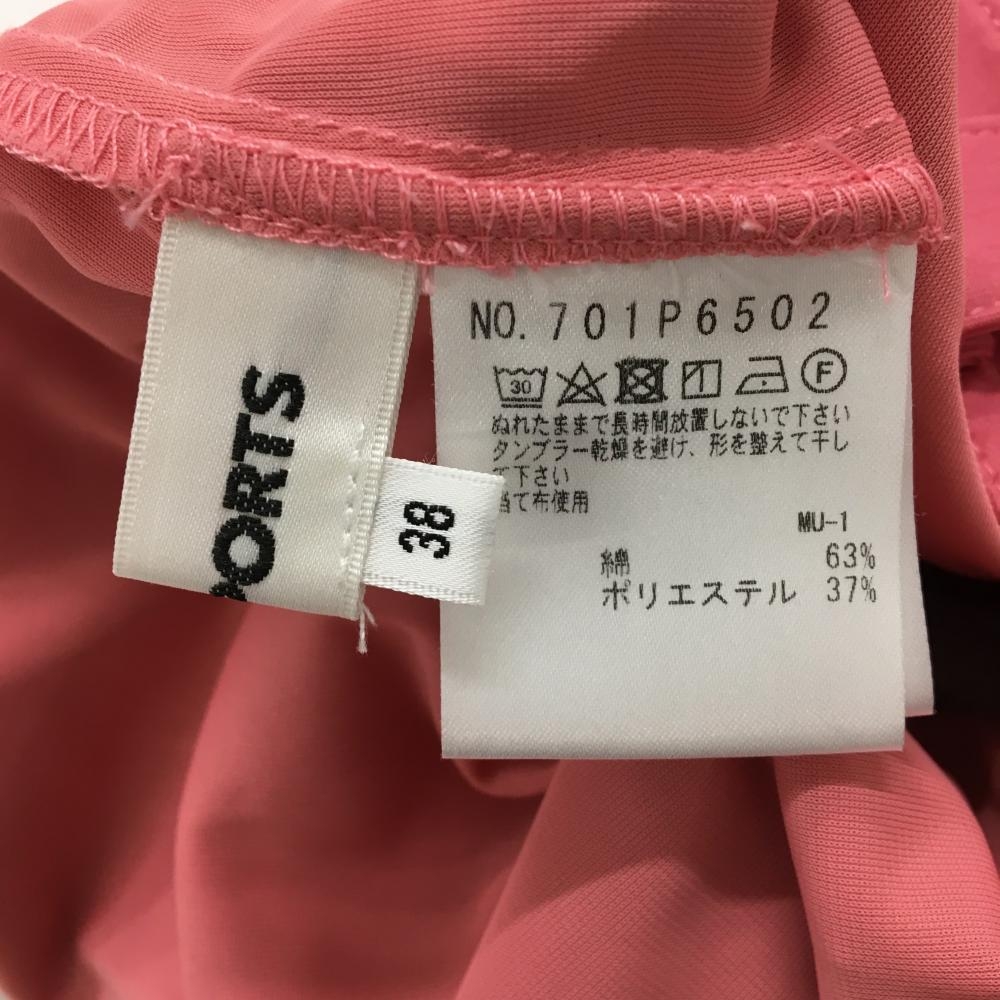 PORTS
38
NO. 701P6502
30
F
ぬれたままで長時間放置しないで下さい
タンブラー乾燥を避け、形を整えて干し
て下さい
当て布使用
MU-1
綿 63%
ポリエステル 37%